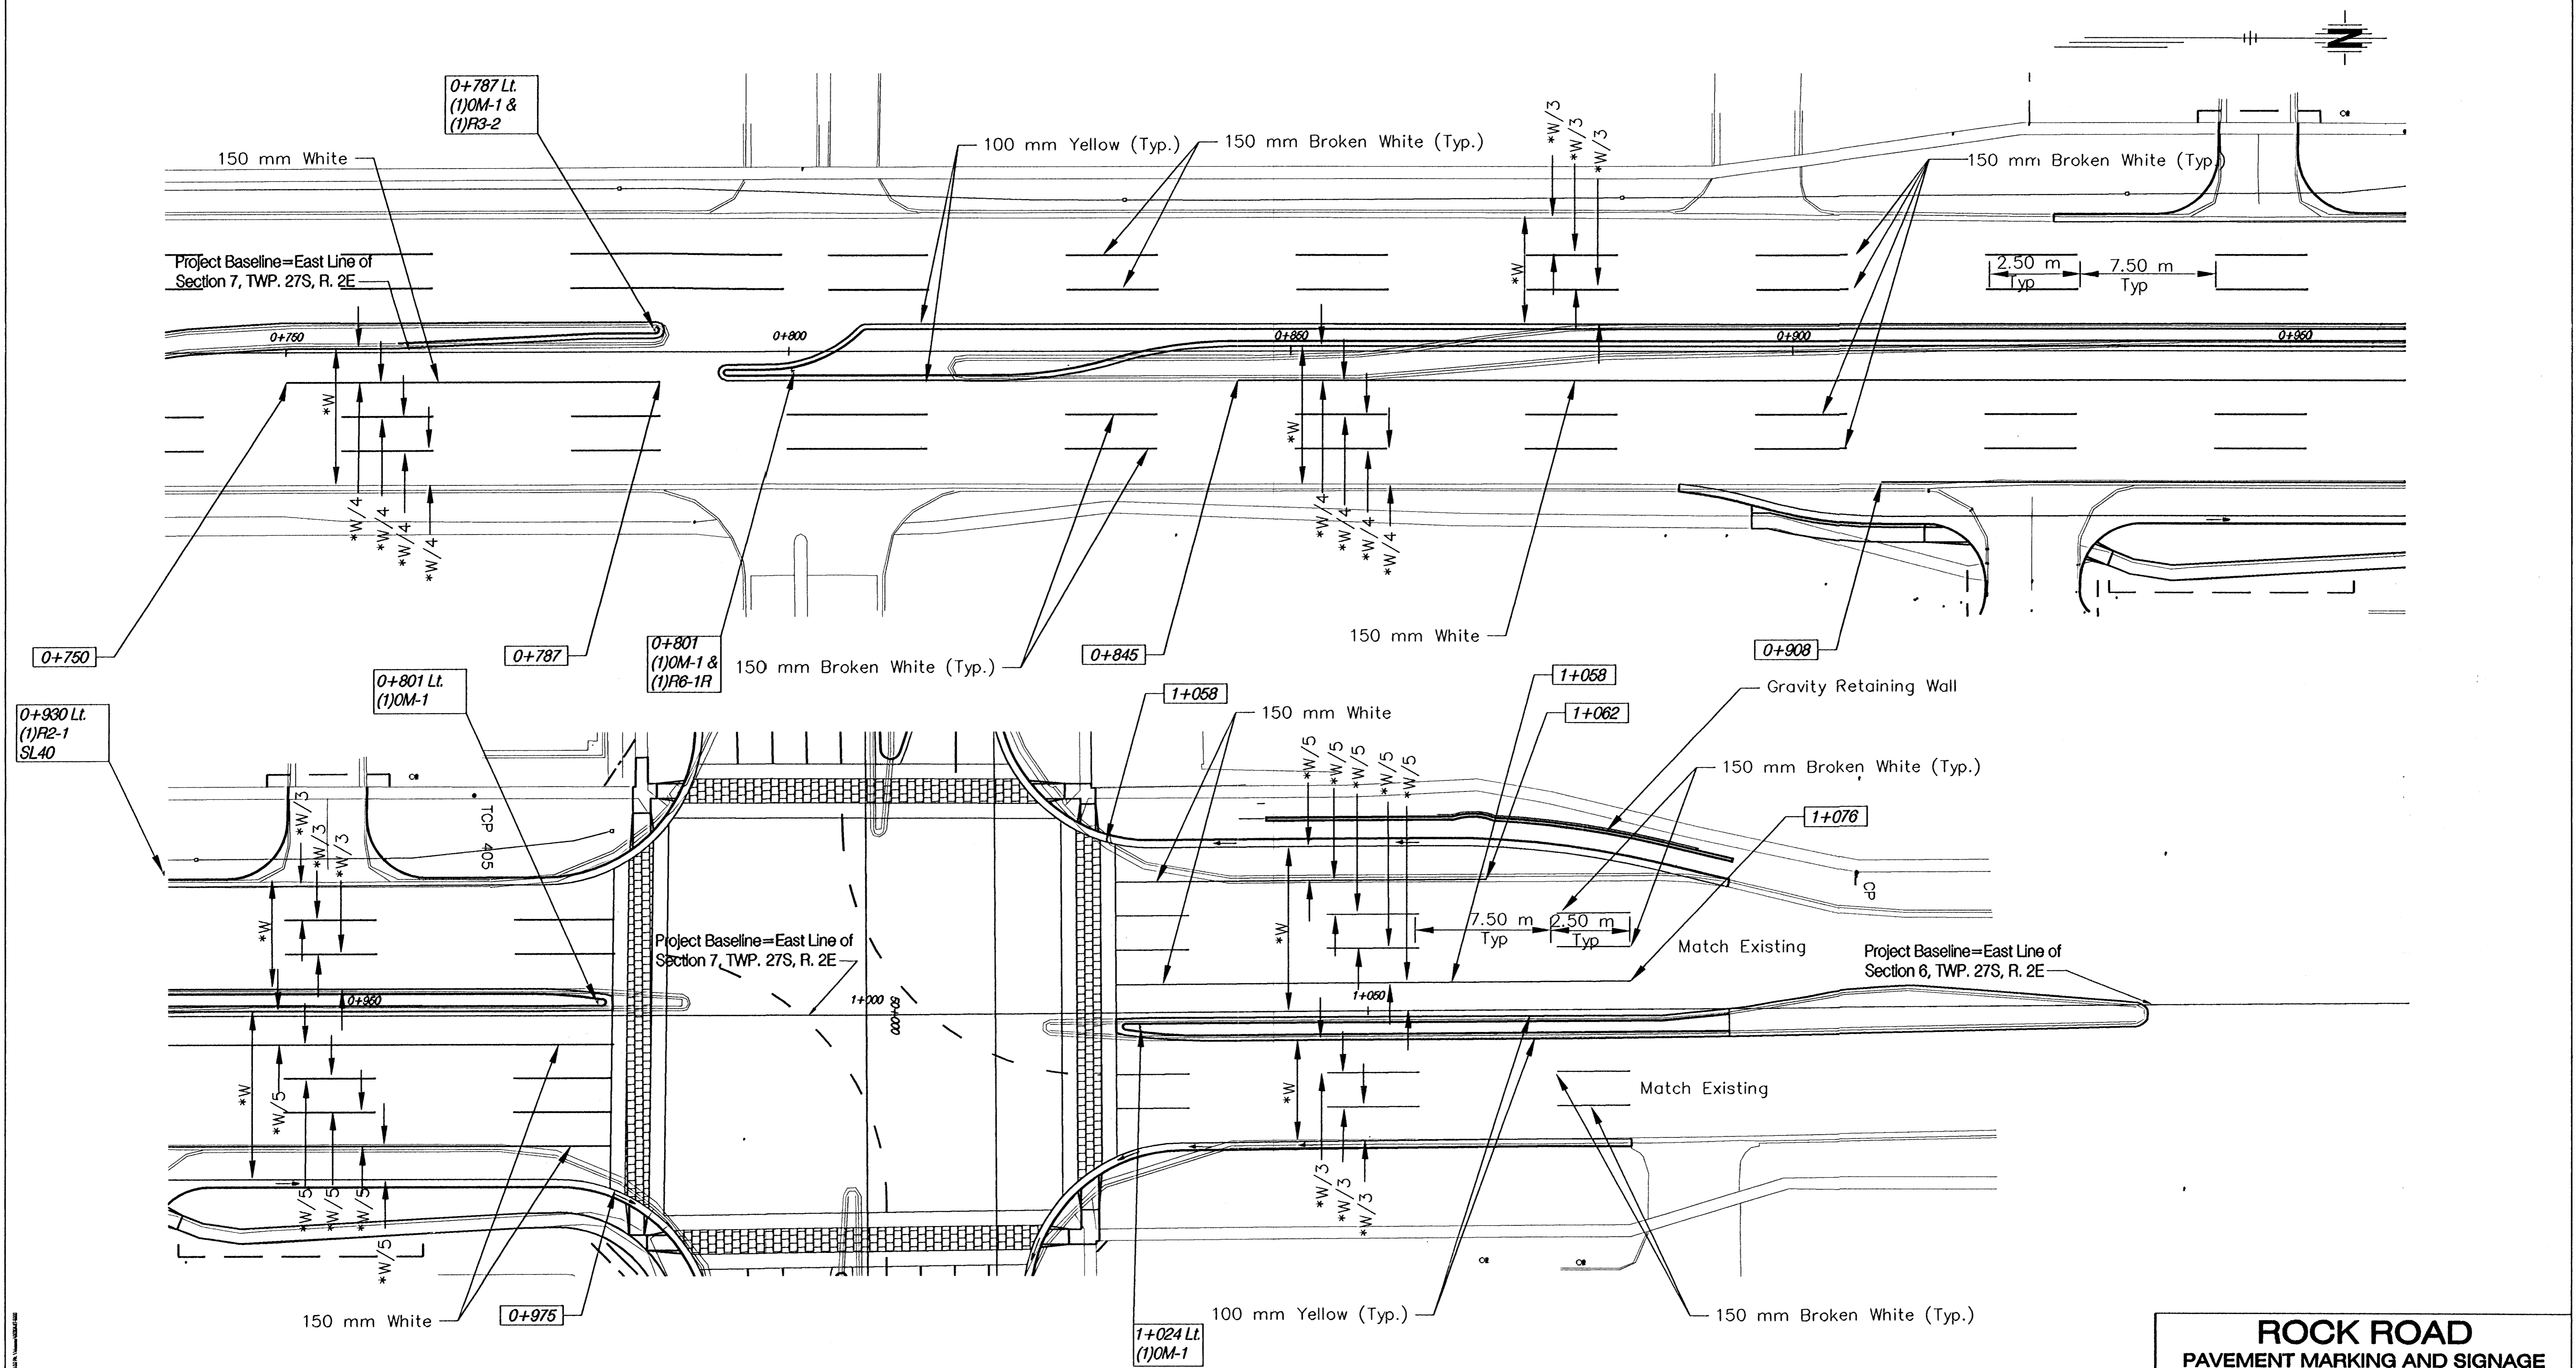 N
0+787 Lt.
(1)OM-1 &
(1)R3-2
150 mm White
100 mm Yellow (Typ.)
150 mm Broken White (Typ.)
*W/3
*W/3
*W/3
150 mm Broken White (Typ.)
Project Baseline=East Line of
Section 7, TWP. 27S, R. 2E
*W
2.50 m
Typ
7.50 m
Typ
0+750
0+800
0+850
0+900
0+950
*W
*W
*W/4
*W/4
*W/4
*W/4
*W/4
*W/4
*W/4
*W/4
0+750
0+787
0+801
(1)OM-1 &
(1)R6-1R
150 mm Broken White (Typ.)
0+845
150 mm White
0+908
0+930 Lt.
(1)R2-1
SL40
0+801 Lt.
(1)OM-1
1+058
150 mm White
1+058
1+062
Gravity Retaining Wall
150 mm Broken White (Typ.)
1+076
*W/3
*W/3
*W/3
TCP 405
*W/5
*W/5
*W/5
*W/5
*W/5
CP
*W
Project Baseline=East Line of
Section 7, TWP. 27S, R. 2E
*W
7.50 m
Typ
2.50 m
Typ
Match Existing
Project Baseline=East Line of
Section 6, TWP. 27S, R. 2E
0+950
1+000
50+000
1+050
*W
*W
Match Existing
*W/5
*W/5
*W/5
*W/5
*W/5
*W/3
*W/3
*W/3
150 mm White
0+975
1+024 Lt.
(1)OM-1
100 mm Yellow (Typ.)
150 mm Broken White (Typ.)
ROCK ROAD
PAVEMENT MARKING AND SIGNAGE